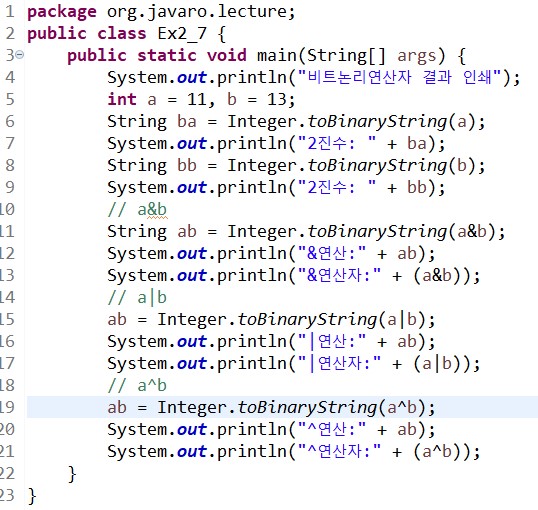 1 package org.javaro.lecture;
2 public class Ex2_7 {
3 public static void main(String[] args) {
4 System.out.println("비트논리연산자 결과 인쇄");
5 int a = 11, b = 13;
6 String ba = Integer.toBinaryString(a);
7 System.out.println("2진수: " + ba);
8 String bb = Integer.toBinaryString(b);
9 System.out.println("2진수: " + bb);
10 // a&b
11 String ab = Integer.toBinaryString(a&b);
12 System.out.println("&연산:" + ab);
13 System.out.println("&연산자:" + (a&b));
14 // a|b
15 ab = Integer.toBinaryString(a|b);
16 System.out.println("|연산:" + ab);
17 System.out.println("|연산자:" + (a|b));
18 // a^b
19 ab = Integer.toBinaryString(a^b);
20 System.out.println("^연산:" + ab);
21 System.out.println("^연산자:" + (a^b));
22 }
23 }